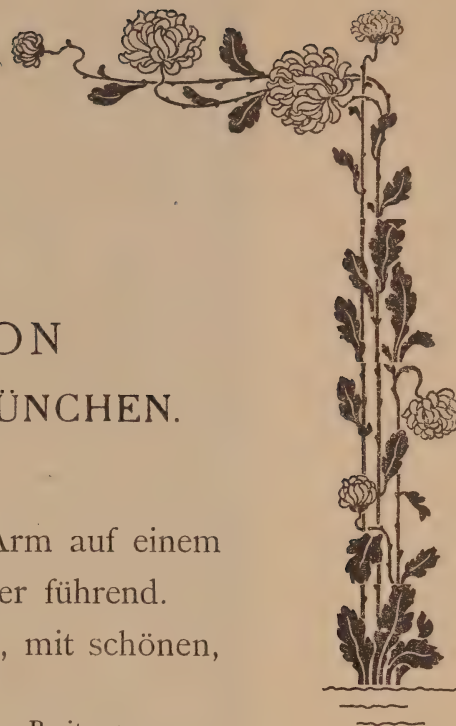 ON
ÜNCHEN.
Arm auf einem
er führend.
, mit schönen,